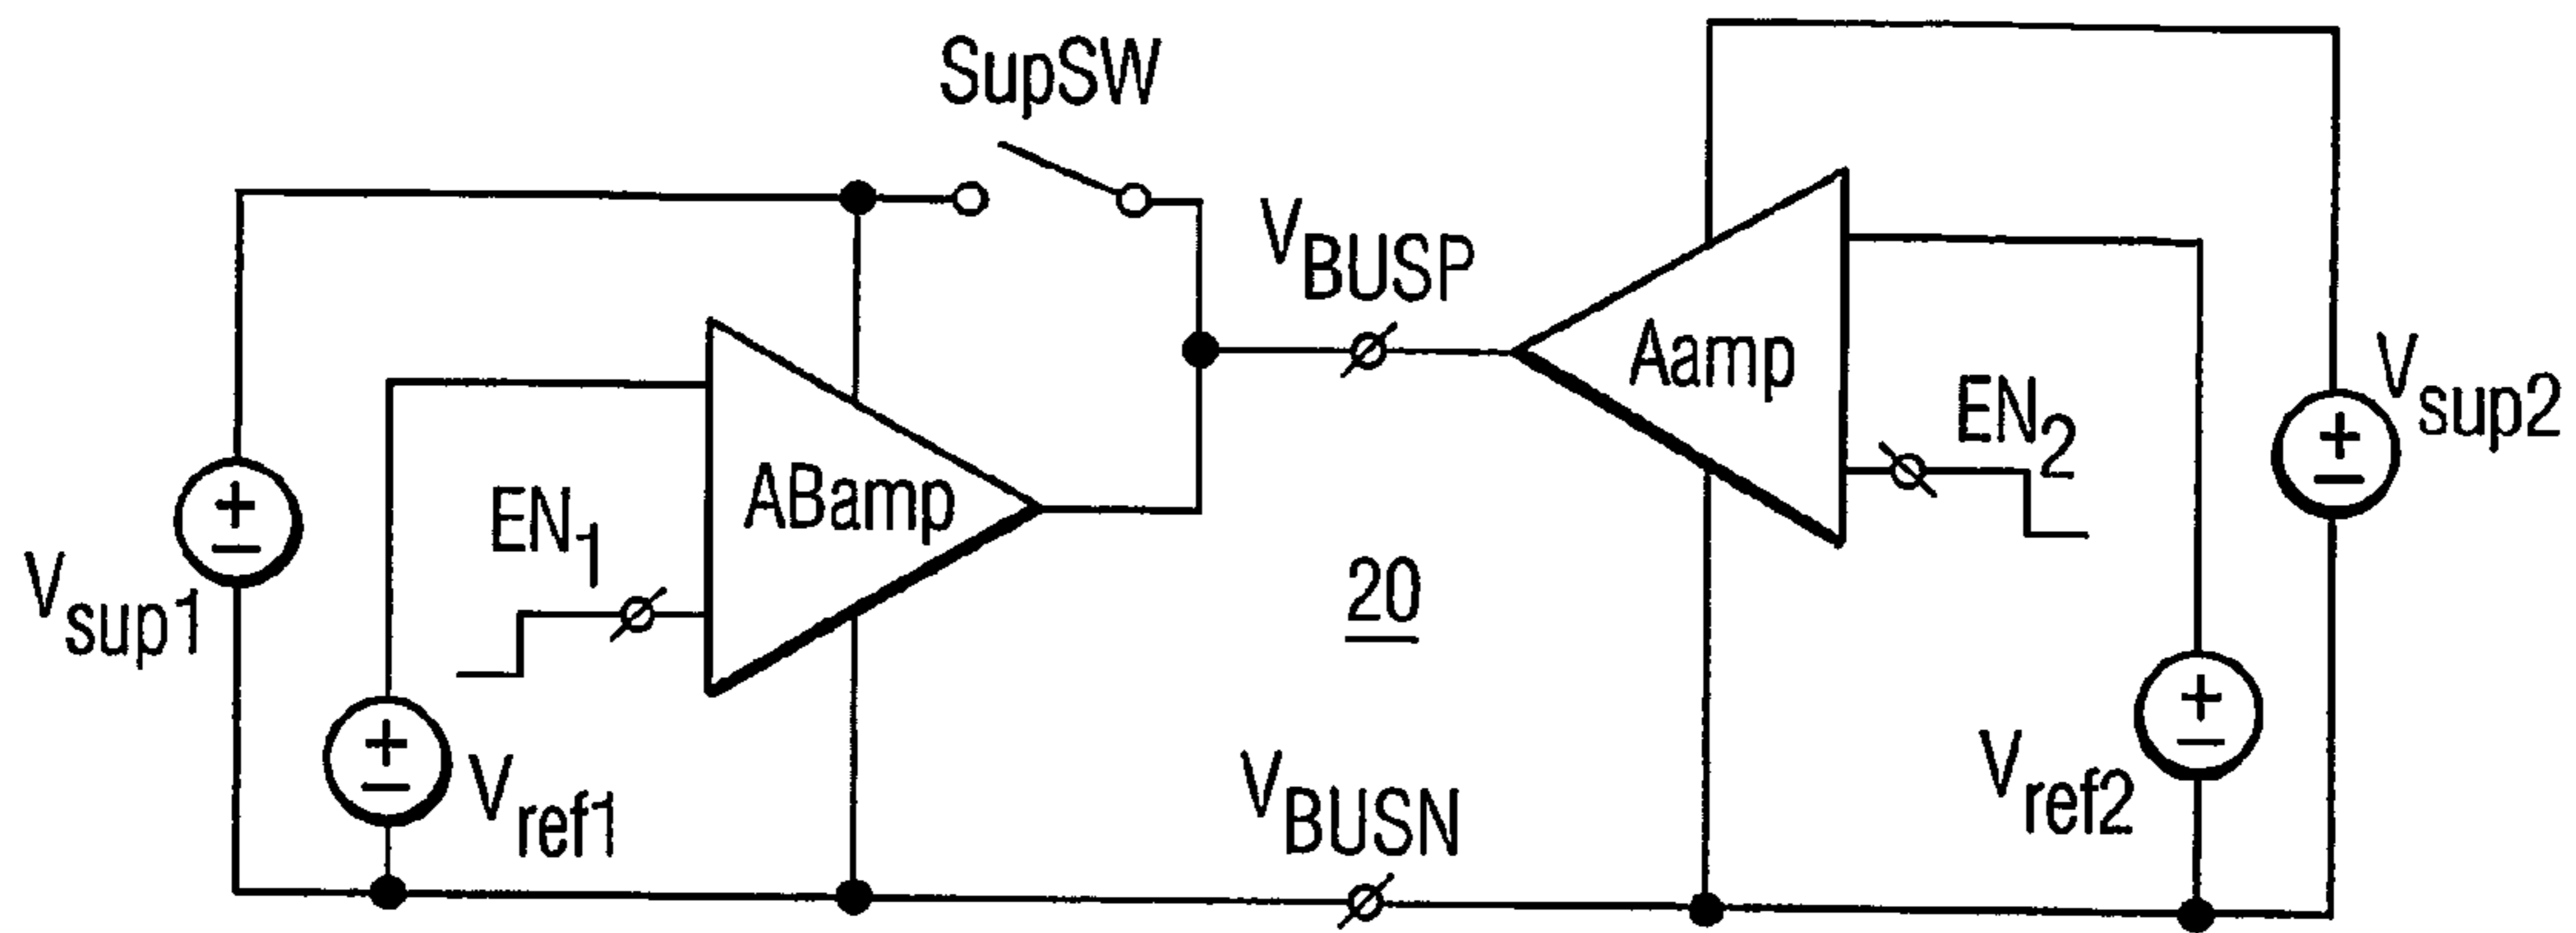 SupSW
V_BUSP
Aamp
V_sup2
EN_2
ABamp
EN_1
20
V_sup1
V_ref1
V_BUSN
V_ref2